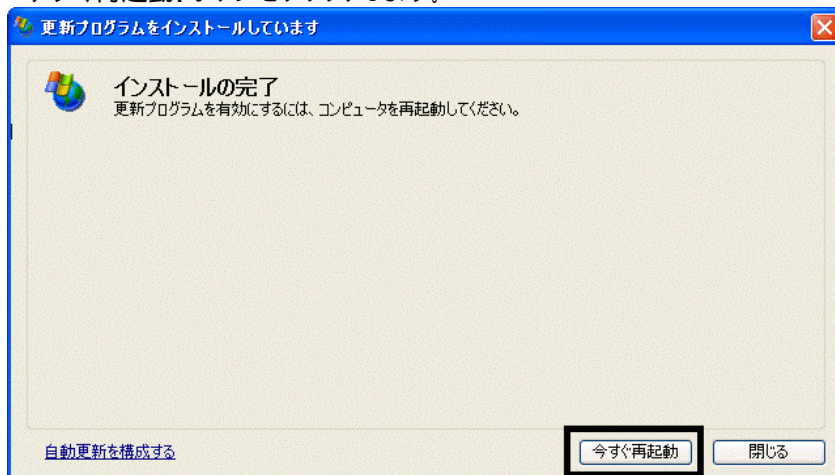 更新プログラムをインストールしています
インストールの完了
更新プログラムを有効にするには、コンピュータを再起動してください。
自動更新を構成する
今すぐ再起動
閉じる